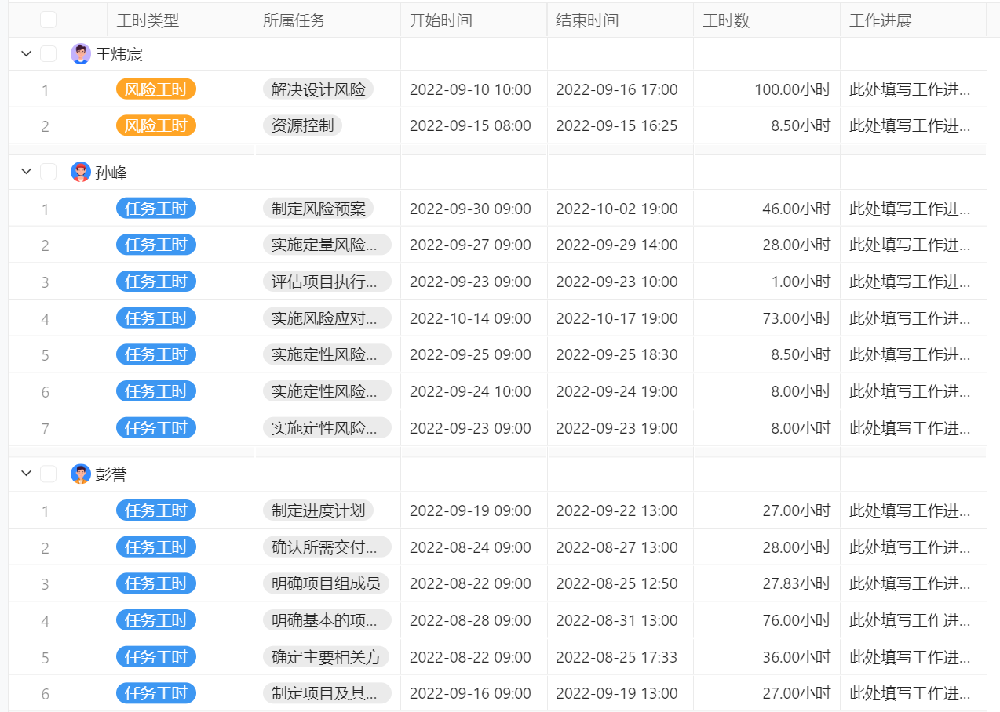 工时类型 所属任务 开始时间 结束时间 工时数 工作进展
王炜宸
1 风险工时 解决设计风险 2022-09-10 10:00 2022-09-16 17:00 100.00小时 此处填写工作进...
2 风险工时 资源控制 2022-09-15 08:00 2022-09-15 16:25 8.50小时 此处填写工作进...
孙峰
1 任务工时 制定风险预案 2022-09-30 09:00 2022-10-02 19:00 46.00小时 此处填写工作进...
2 任务工时 实施定量风险... 2022-09-27 09:00 2022-09-29 14:00 28.00小时 此处填写工作进...
3 任务工时 评估项目执行... 2022-09-23 09:00 2022-09-23 10:00 1.00小时 此处填写工作进...
4 任务工时 实施风险应对... 2022-10-14 09:00 2022-10-17 19:00 73.00小时 此处填写工作进...
5 任务工时 实施定性风险... 2022-09-25 09:00 2022-09-25 18:30 8.50小时 此处填写工作进...
6 任务工时 实施定性风险... 2022-09-24 10:00 2022-09-24 19:00 8.00小时 此处填写工作进...
7 任务工时 实施定性风险... 2022-09-23 09:00 2022-09-23 19:00 8.00小时 此处填写工作进...
彭誉
1 任务工时 制定进度计划 2022-09-19 09:00 2022-09-22 13:00 27.00小时 此处填写工作进...
2 任务工时 确认所需交付... 2022-08-24 09:00 2022-08-27 13:00 28.00小时 此处填写工作进...
3 任务工时 明确项目组成员 2022-08-22 09:00 2022-08-25 12:50 27.83小时 此处填写工作进...
4 任务工时 明确基本的项... 2022-08-28 09:00 2022-08-31 13:00 76.00小时 此处填写工作进...
5 任务工时 确定主要相关方 2022-08-22 09:00 2022-08-25 17:33 36.00小时 此处填写工作进...
6 任务工时 制定项目及其... 2022-09-16 09:00 2022-09-19 13:00 27.00小时 此处填写工作进...